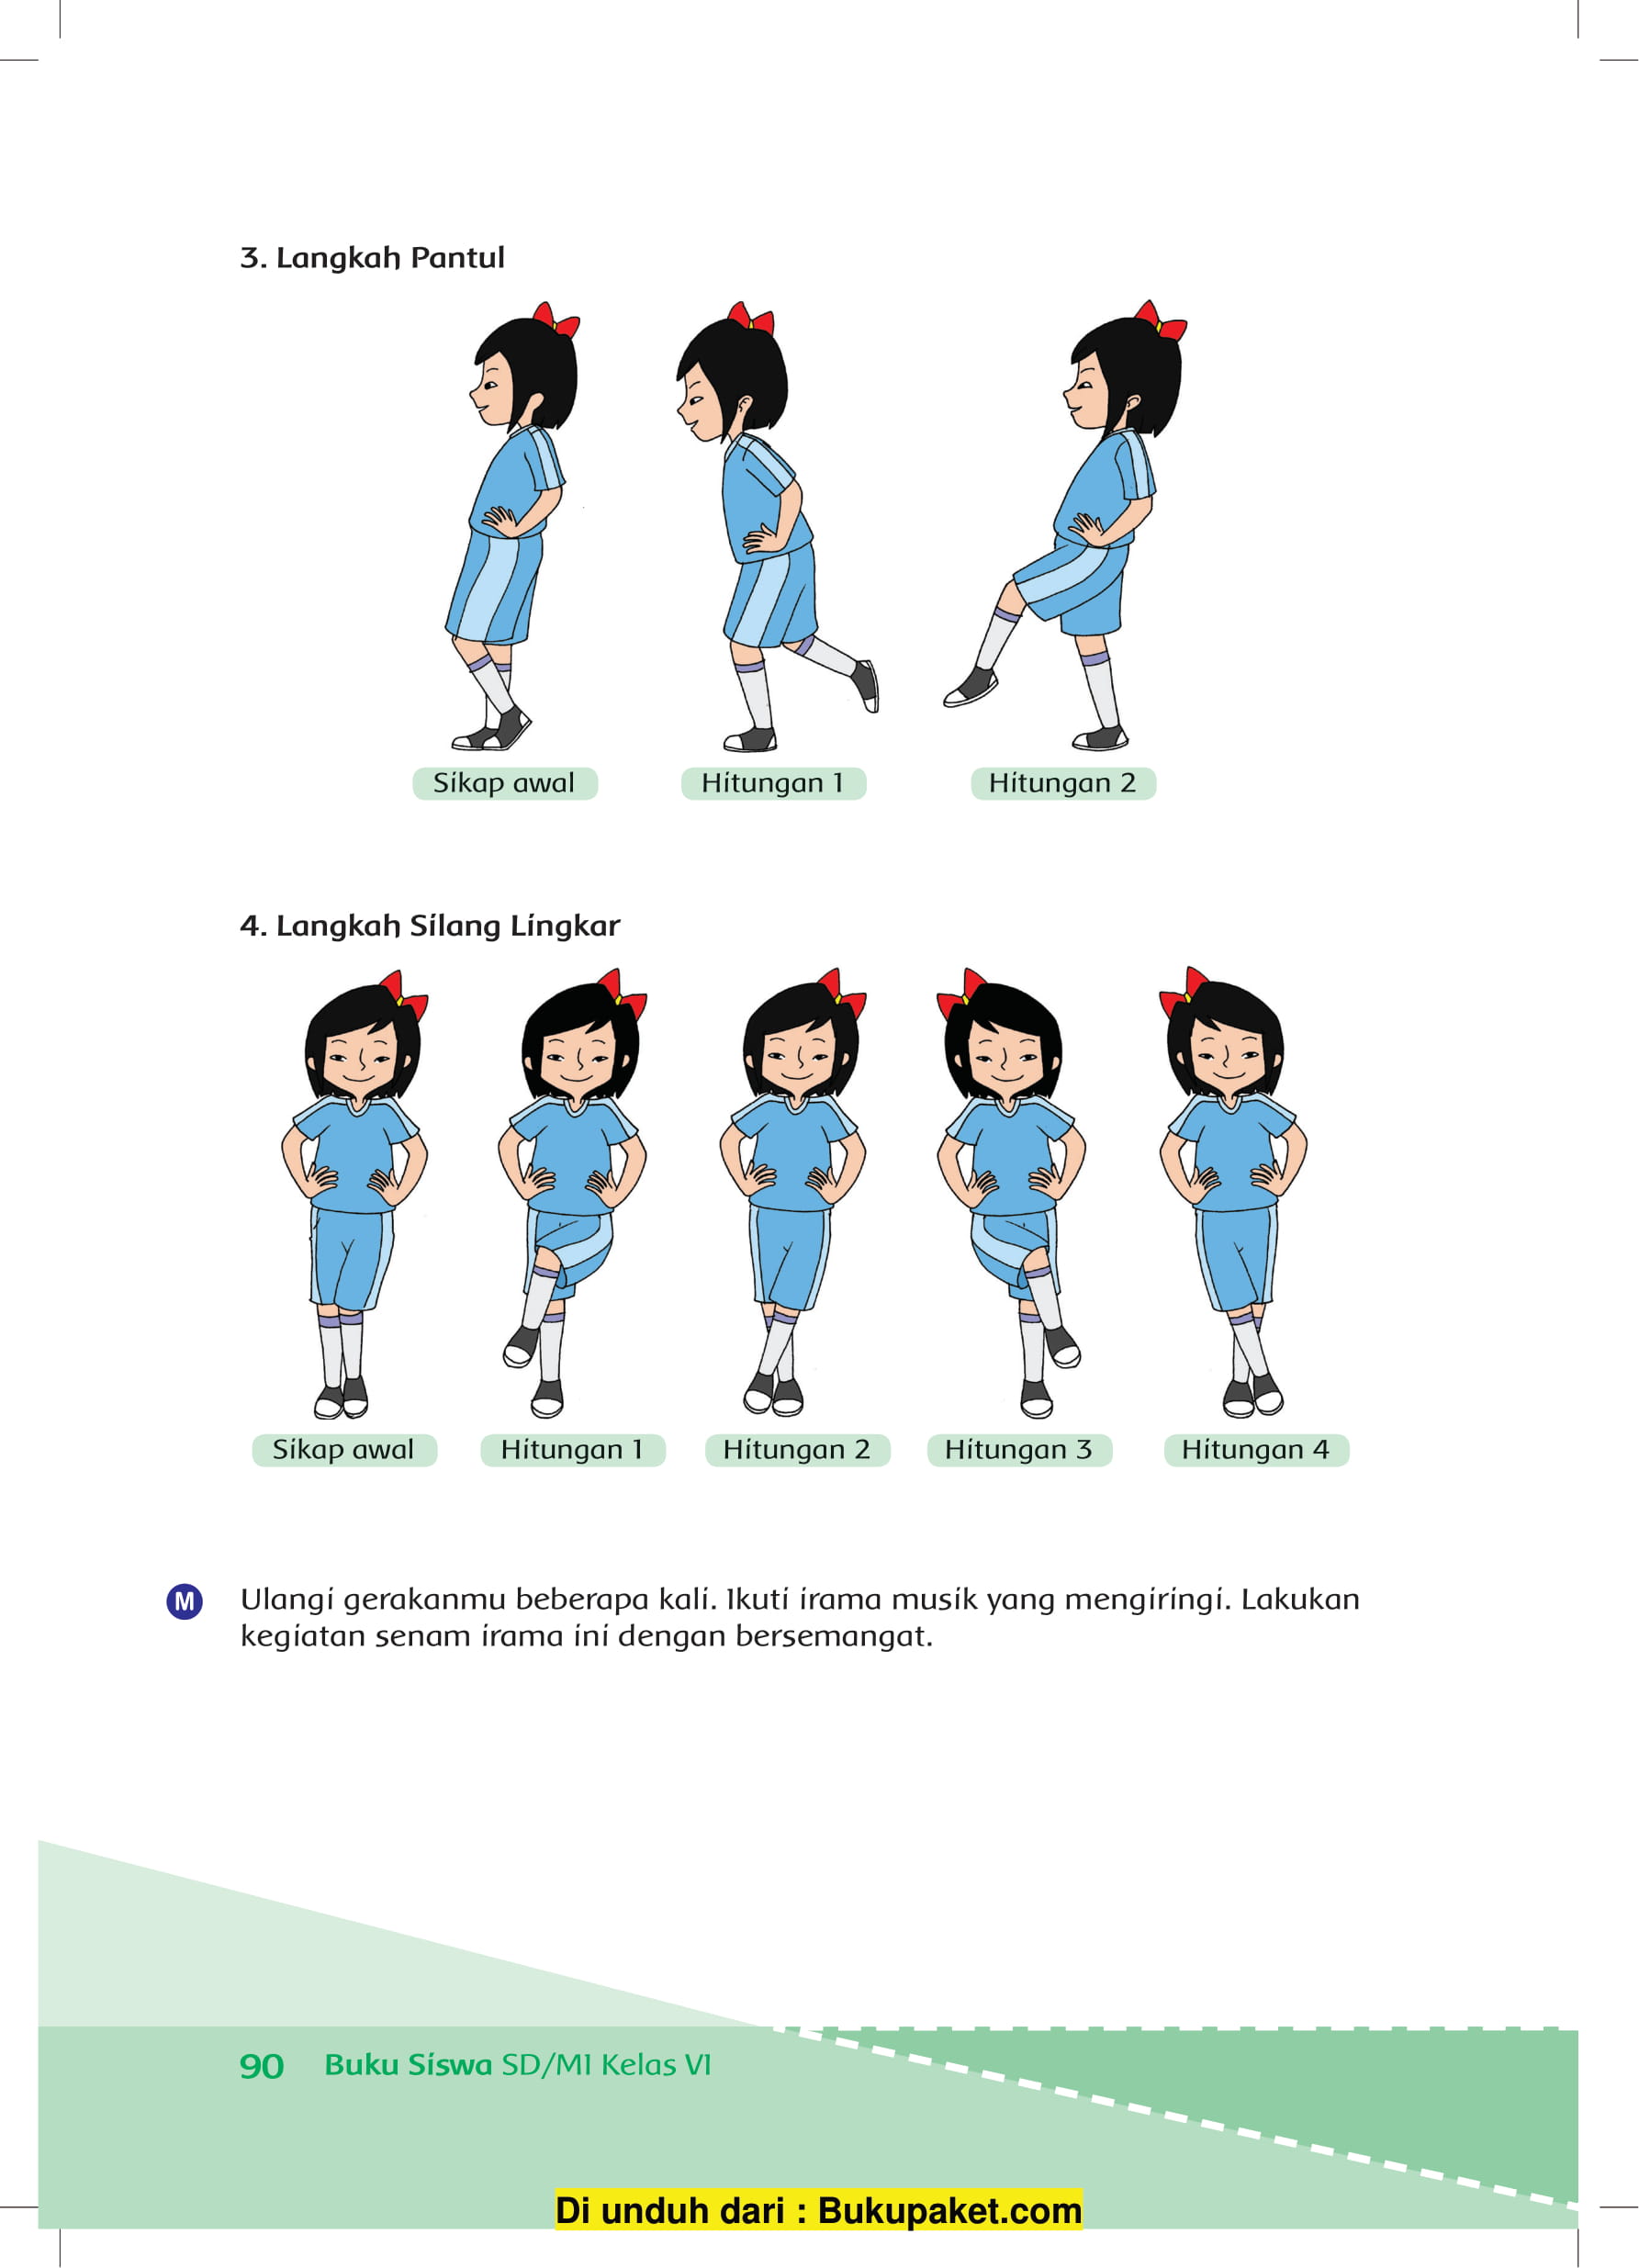 3. Langkah Pantul
Sikap awal
Hitungan 1
Hitungan 2
4. Langkah Silang Lingkar
Sikap awal
Hitungan 1
Hitungan 2
Hitungan 3
Hitungan 4
M
Ulangi gerakanmu beberapa kali. Ikuti irama musik yang mengiringi. Lakukan
kegiatan senam irama ini dengan bersemangat.
90 Buku Siswa SD/MI Kelas VI
Di unduh dari : Bukupaket.com